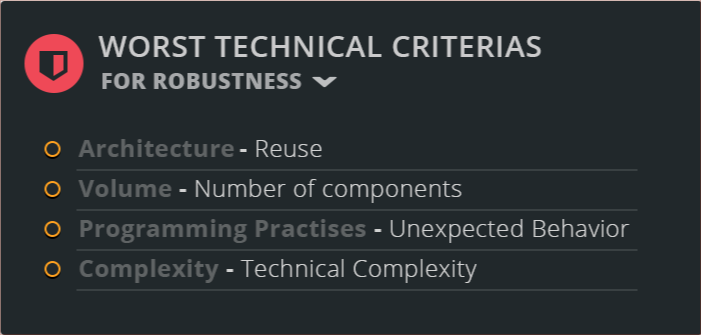 WORST TECHNICAL CRITERIAS
FOR ROBUSTNESS
Architecture - Reuse
Volume - Number of components
Programming Practises - Unexpected Behavior
Complexity - Technical Complexity